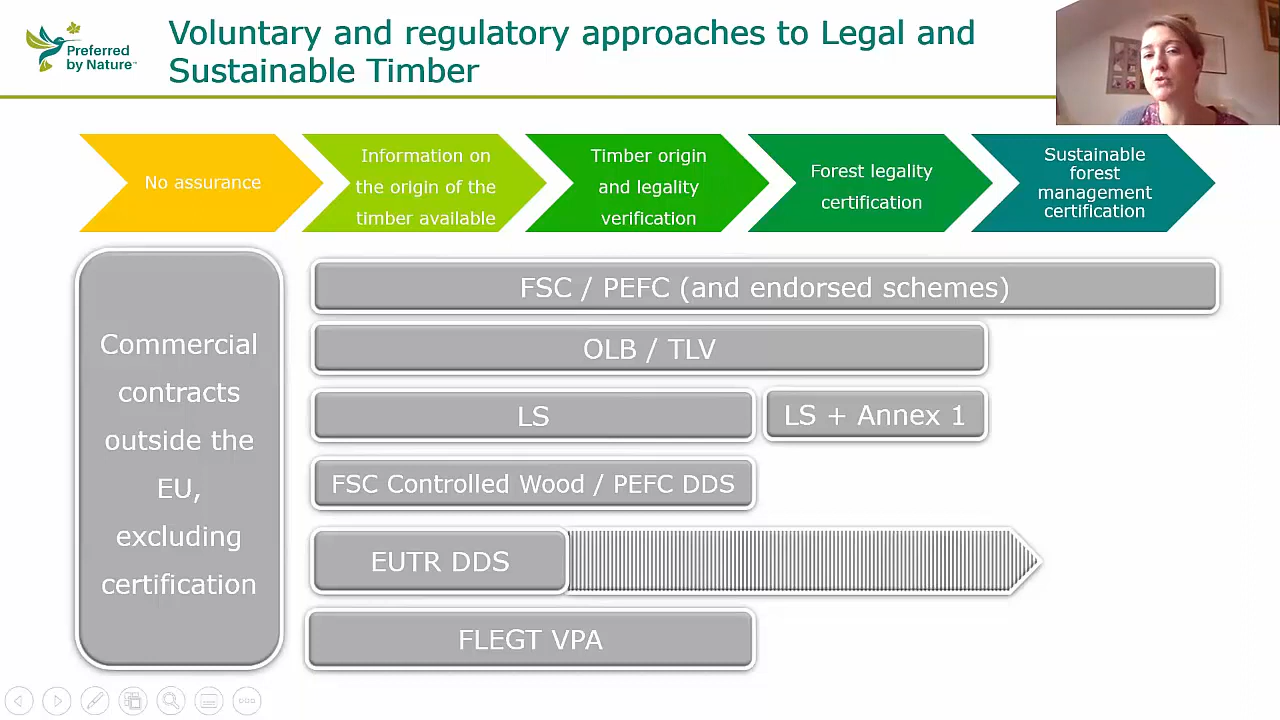 Preferred
by Nature™
Voluntary and regulatory approaches to Legal and
Sustainable Timber
No assurance
Information on
the origin of the
timber available
Timber origin
and legality
verification
Forest legality
certification
Sustainable
forest
management
certification
Commercial
contracts
outside the
EU,
excluding
certification
FSC / PEFC (and endorsed schemes)
OLB / TLV
LS
LS + Annex 1
FSC Controlled Wood / PEFC DDS
EUTR DDS
FLEGT VPA